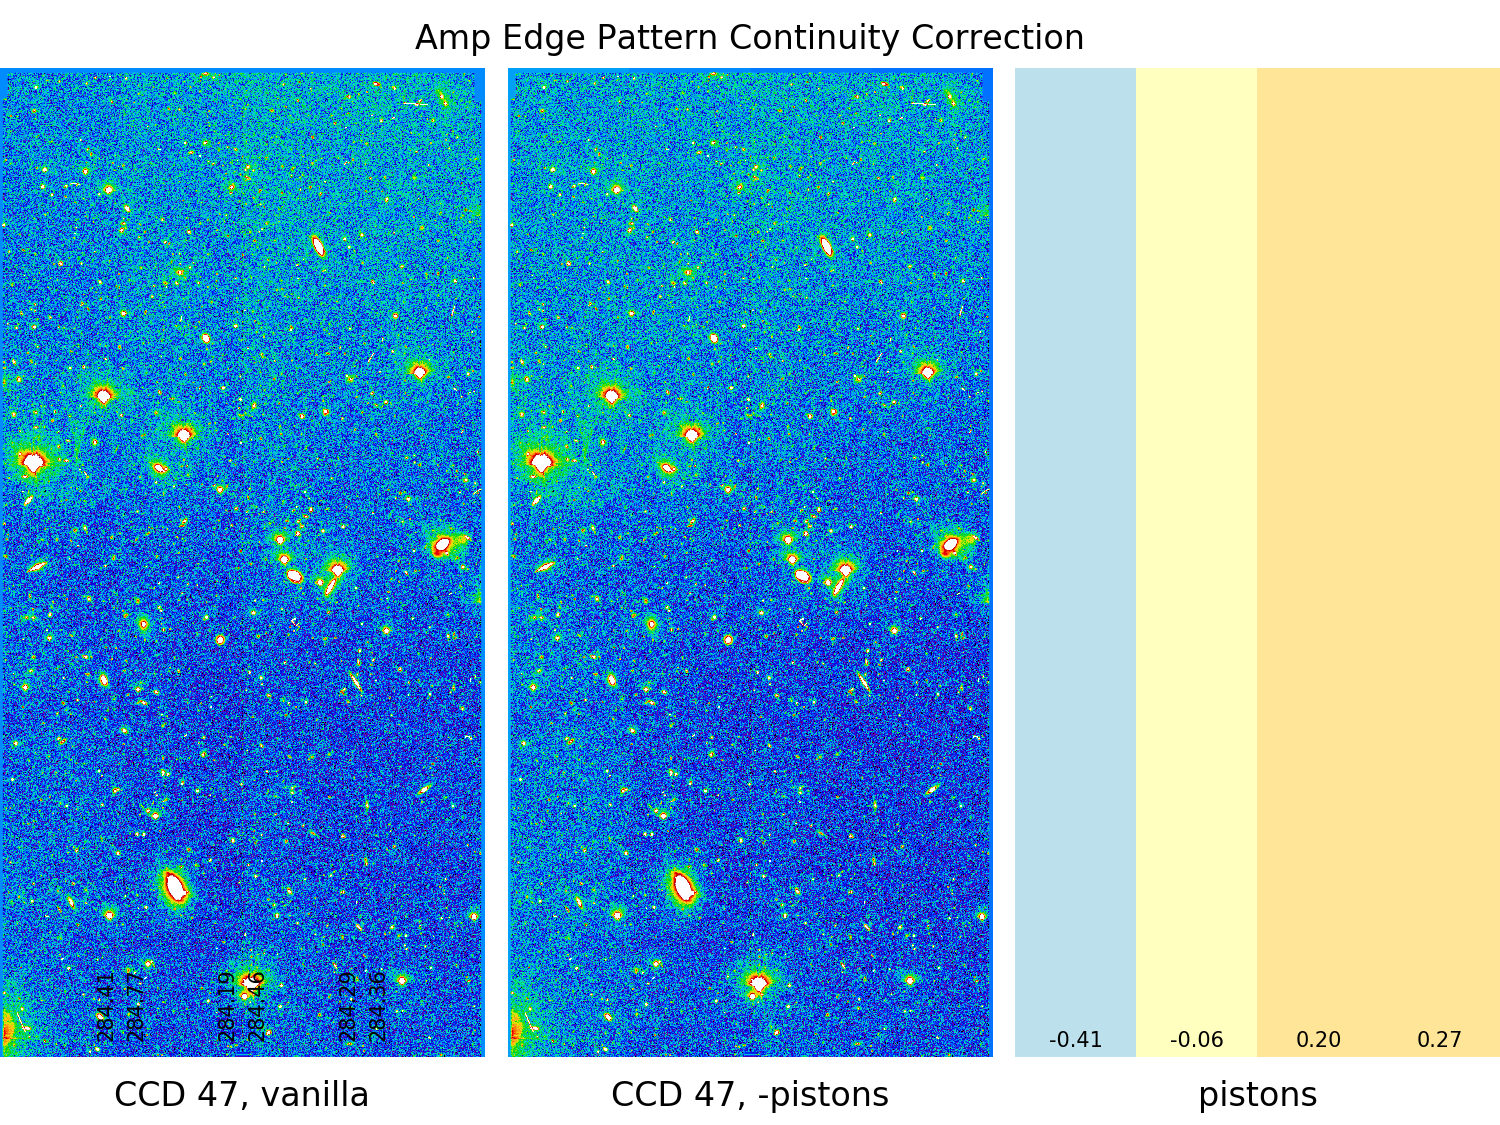 Amp Edge Pattern Continuity Correction
284.41
284.77
284.19
284.46
284.29
284.36
-0.41
-0.06
0.20
0.27
CCD 47, vanilla
CCD 47, -pistons
pistons